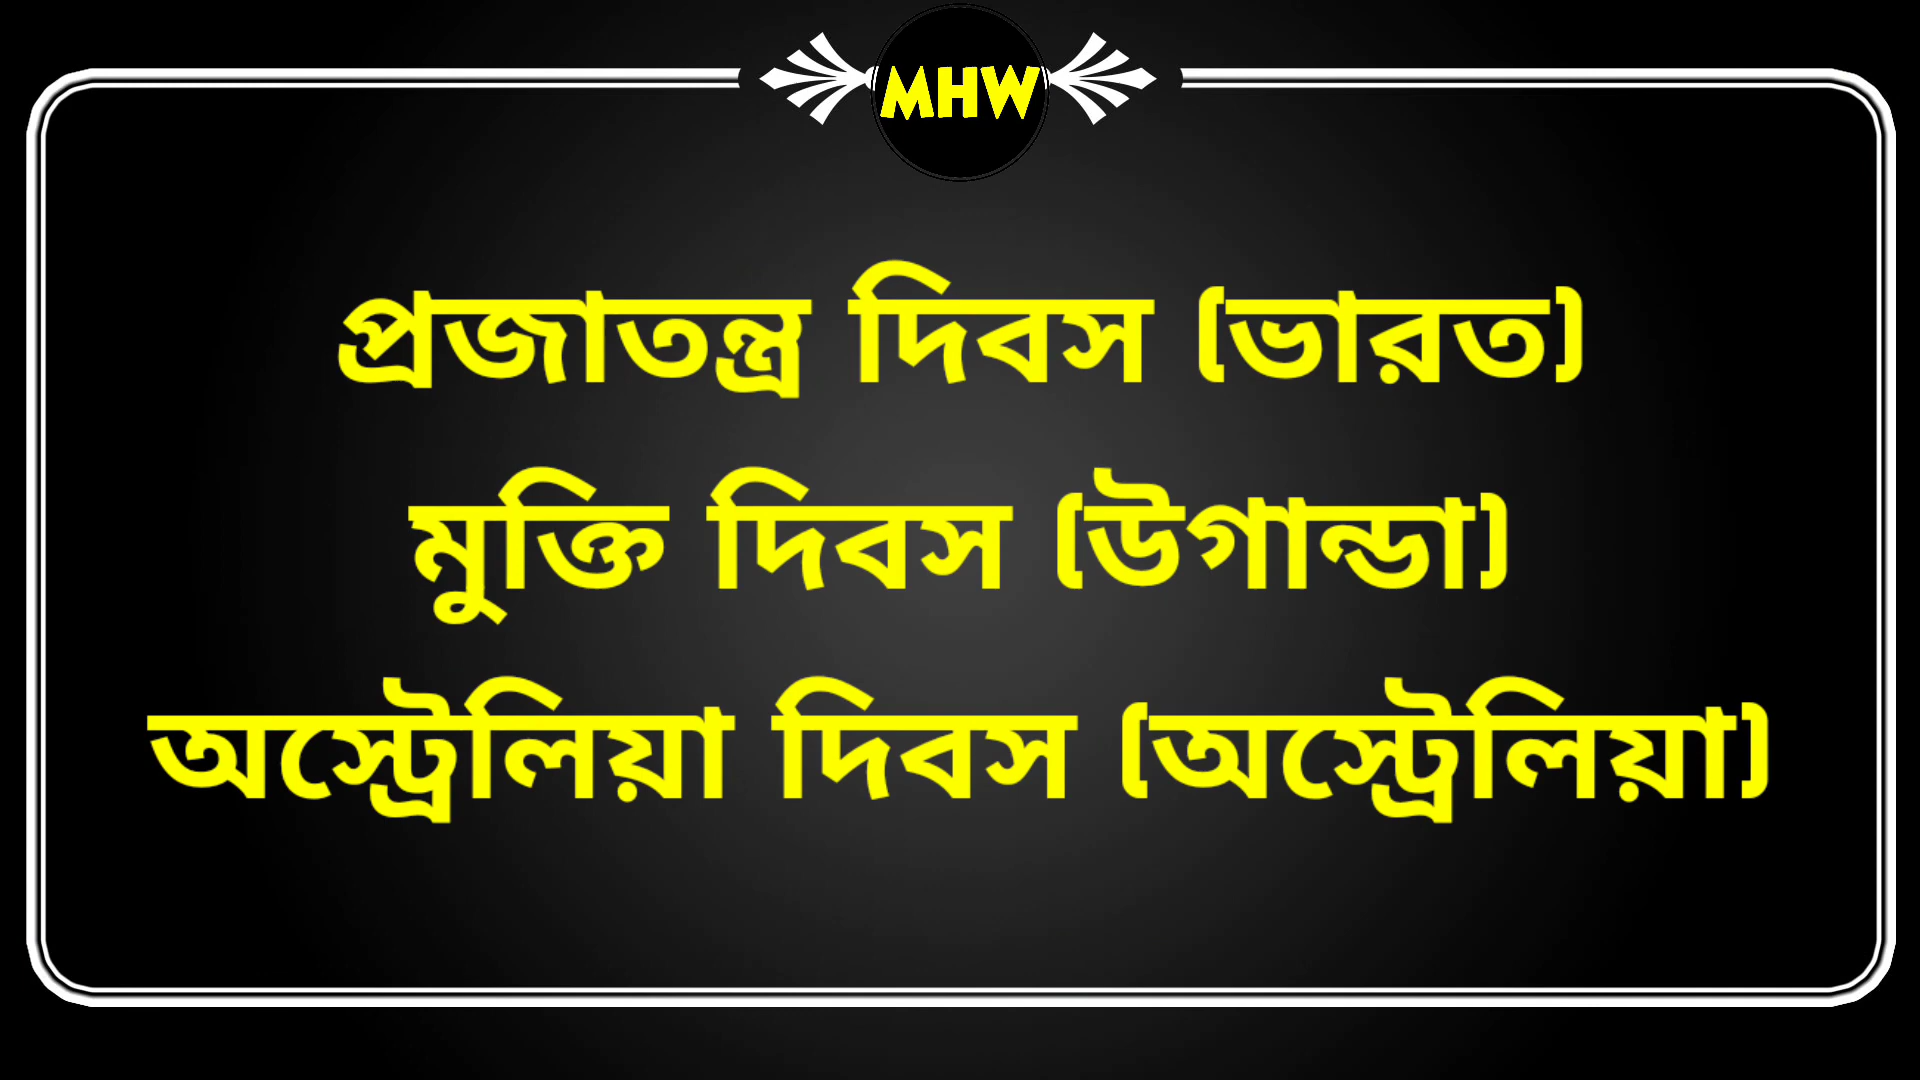 MHW
প্রজাতন্ত্র দিবস (ভারত)
মুক্তি দিবস (উগান্ডা)
অস্ট্রেলিয়া দিবস (অস্ট্রেলিয়া)